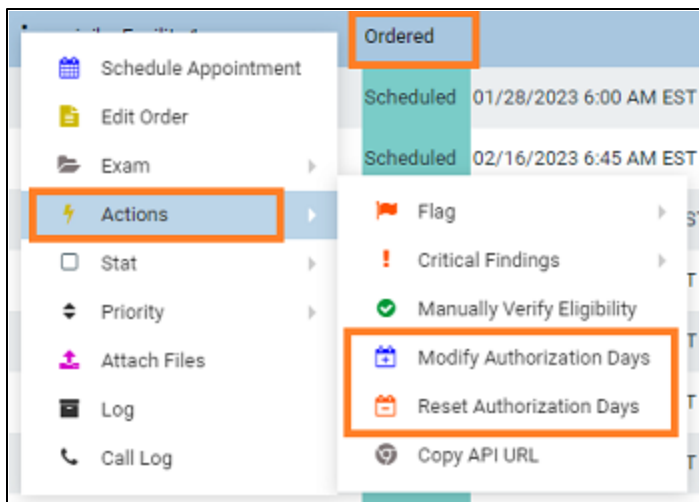 Ordered
Schedule Appointment
Scheduled 01/28/2023 6:00 AM EST
Edit Order
Scheduled 02/16/2023 6:45 AM EST
Exam
Actions
Flag
Stat
Critical Findings
Priority
Manually Verify Eligibility
Attach Files
Modify Authorization Days
Log
Reset Authorization Days
Call Log
Copy API URL